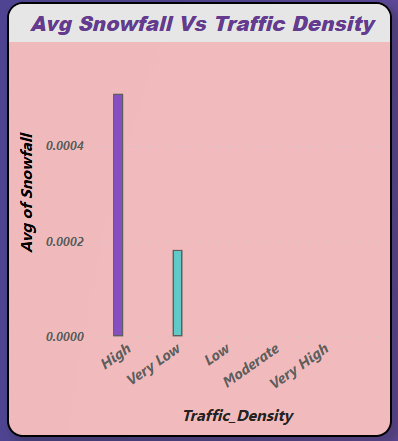 Avg Snowfall Vs Traffic Density
Avg of Snowfall
0.0004
0.0002
0.0000
High
Very Low
Low
Moderate
Very High
Traffic_Density